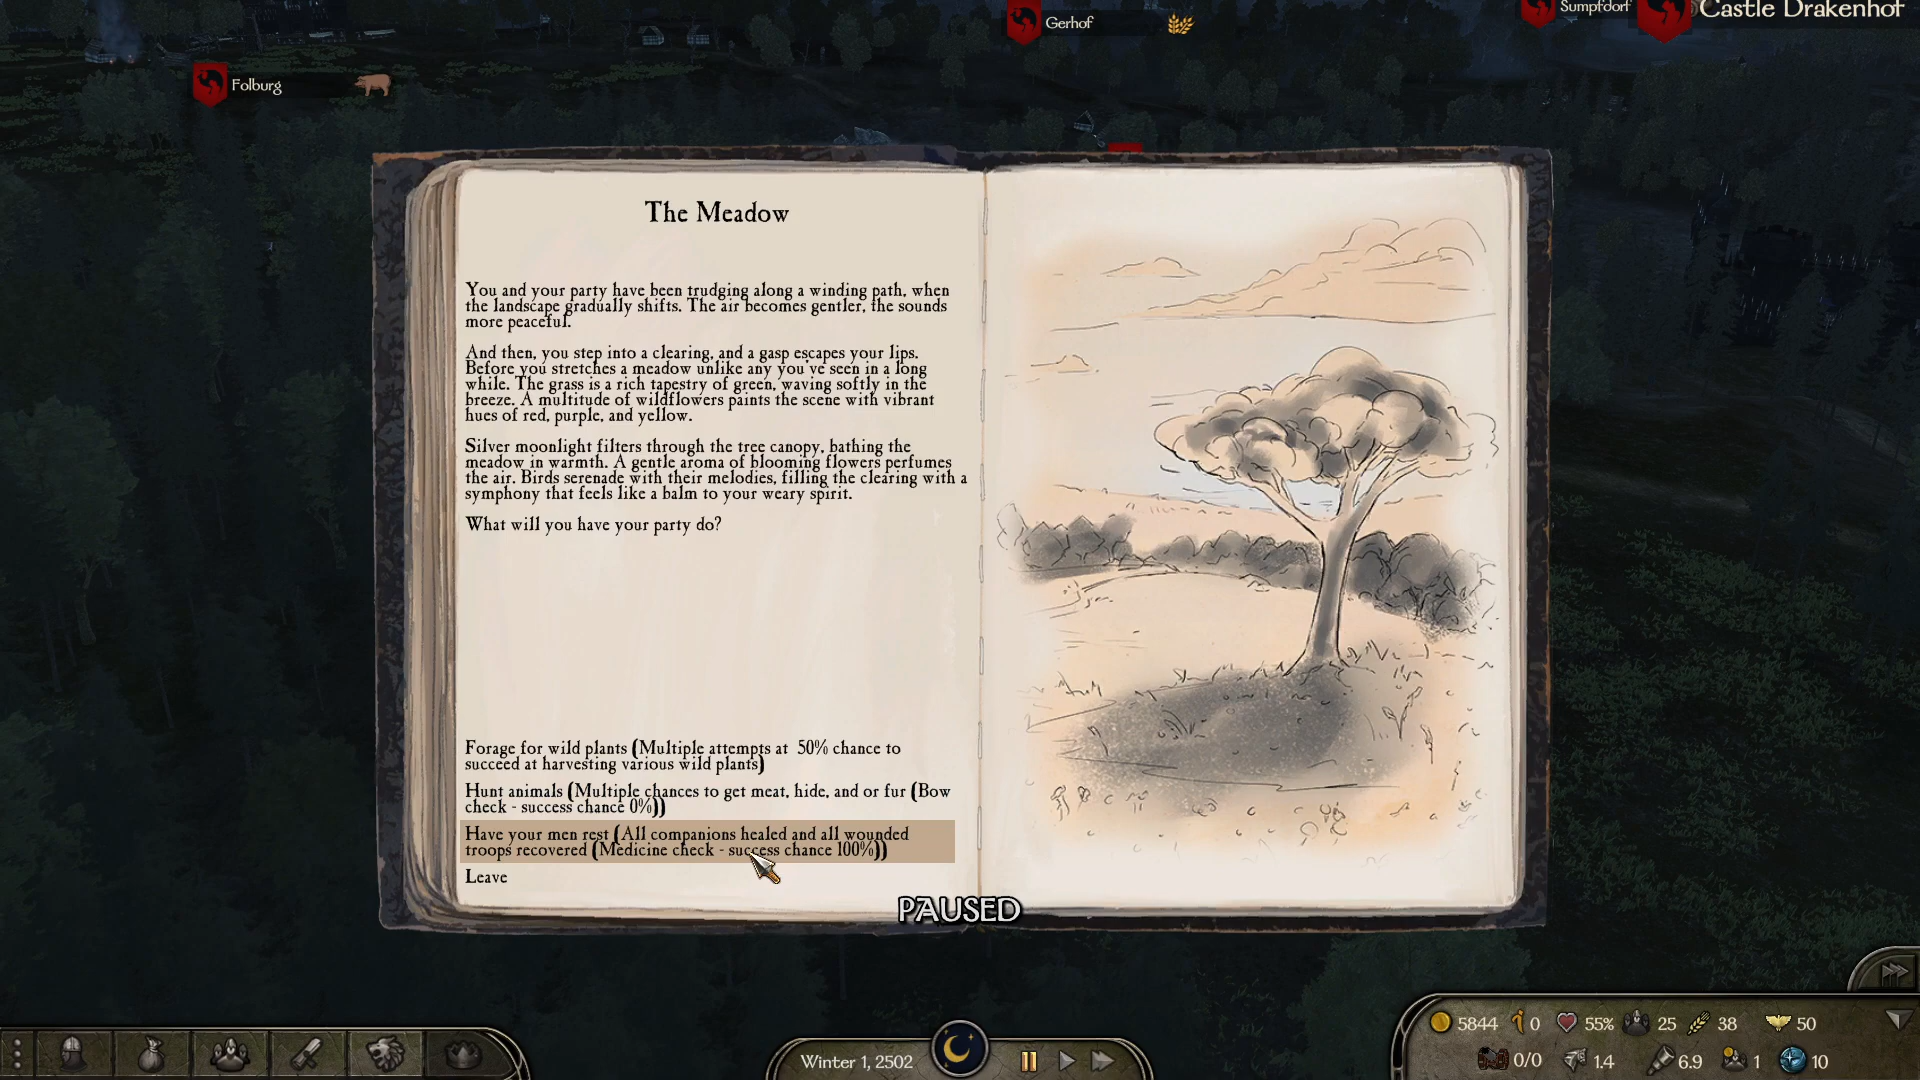 Gerhof
Sumpfdorf
Castle Drakenhof
Folburg
The Meadow
You and your party have been trudging along a winding path, when
the landscape gradually shifts. The air becomes gentler, the sounds
more peaceful.
And then, you step into a clearing, and a gasp escapes your lips.
Before you stretches a meadow unlike any you've seen in a long
while. The grass is a rich tapestry of green, waving softly in the
breeze. A multitude of wildflowers paints the scene with vibrant
hues of red, purple, and yellow.
Silver moonlight filters through the tree canopy, bathing the
meadow in warmth. A gentle aroma of blooming flowers perfumes
the air. Birds serenade with their melodies, filling the clearing with a
symphony that feels like a balm to your weary spirit.
What will you have your party do?
Forage for wild plants (Multiple attempts at  50% chance to
succeed at harvesting various wild plants)
Hunt animals (Multiple chances to get meat, hide, and or fur (Bow
check - success chance 0%))
Have your men rest (All companions healed and all wounded
troops recovered (Medicine check - success chance 100%))
Leave
PAUSED
Winter 1, 2502
5844 0 55% 25 38 50
0/0 1.4 6.9 1 10